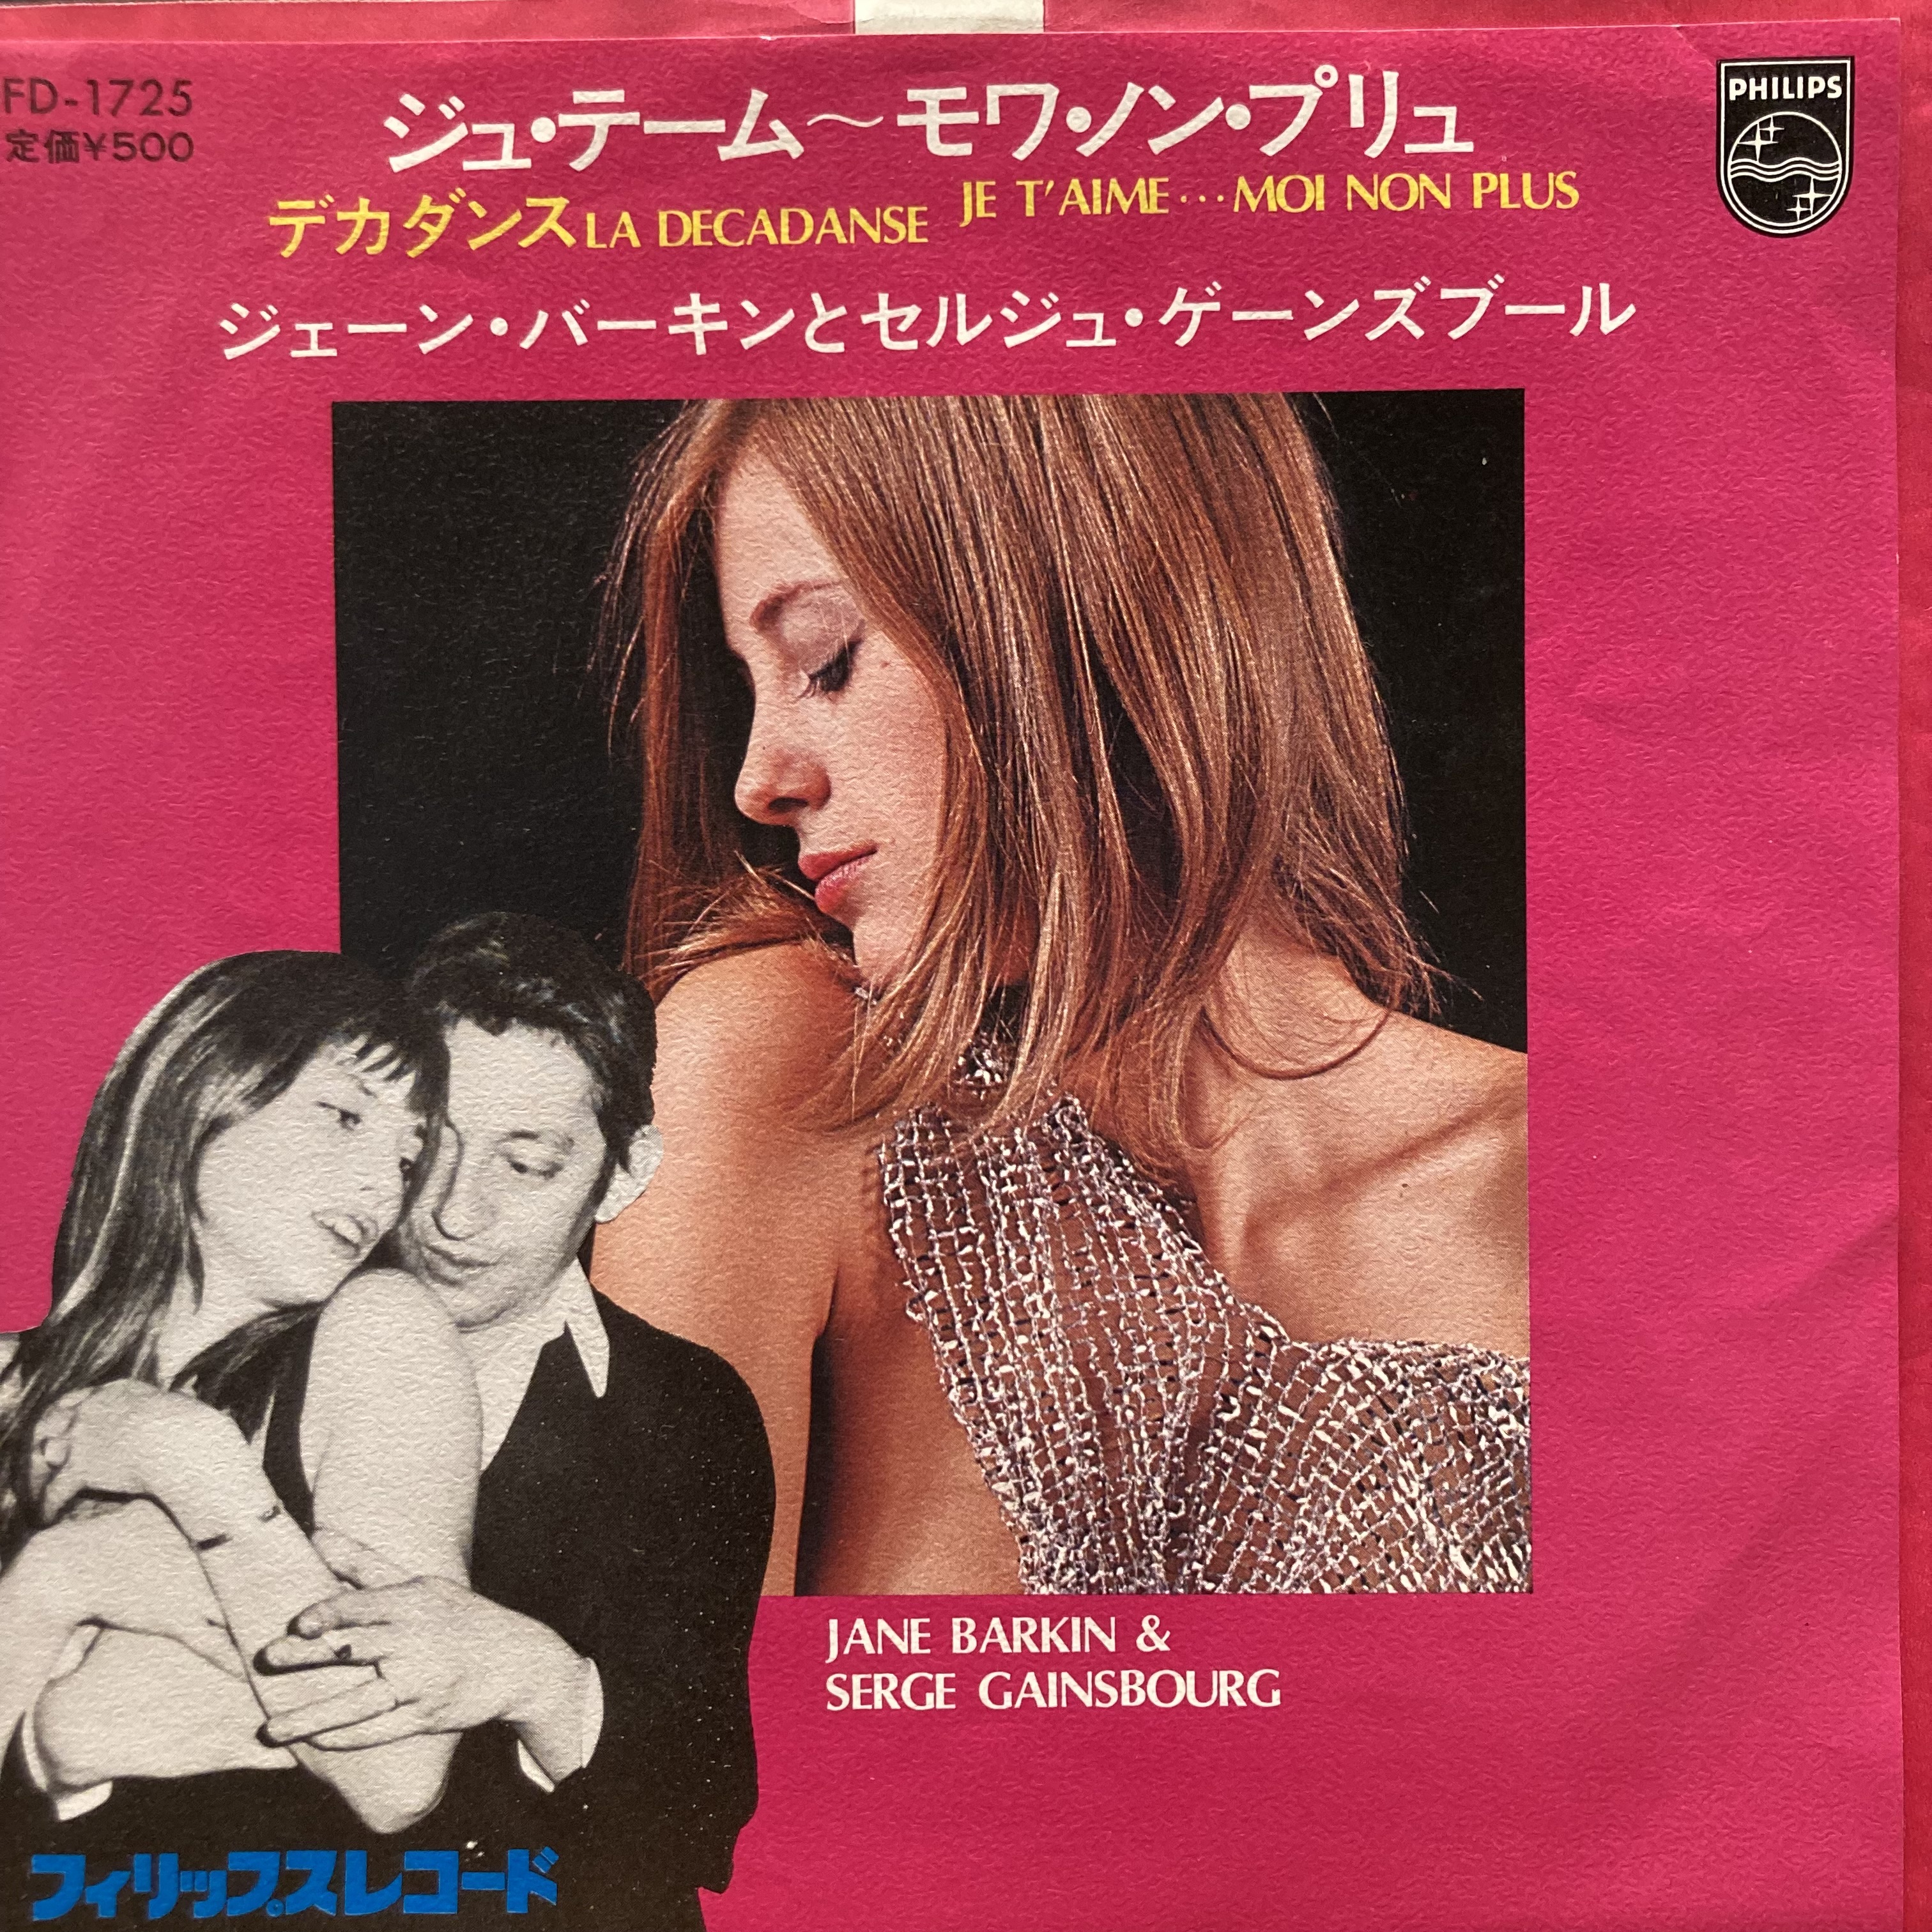 FD-1725
定価¥500
ジュ・テーム〜モワ・ノン・プリュ
JE T'AIME...MOI NON PLUS
デカダンス LA DECADANSE
ジェーン・バーキンとセルジュ・ゲーンズブール
PHILIPS
JANE BARKIN &
SERGE GAINSBOURG
フィリップスレコード